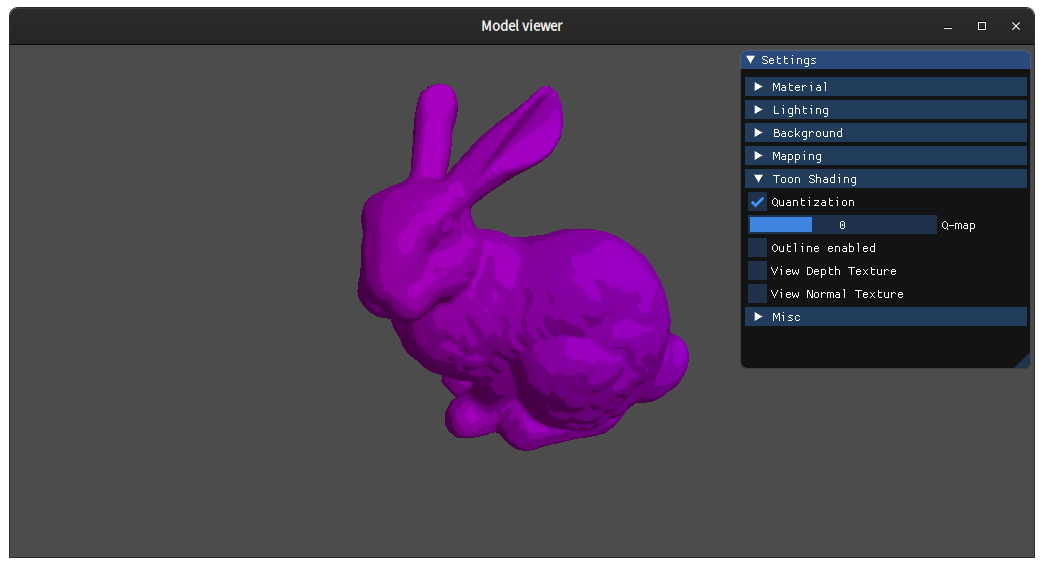 Model viewer
Settings
Material
Lighting
Background
Mapping
Toon Shading
Quantization
0 Q-map
Outline enabled
View Depth Texture
View Normal Texture
Misc